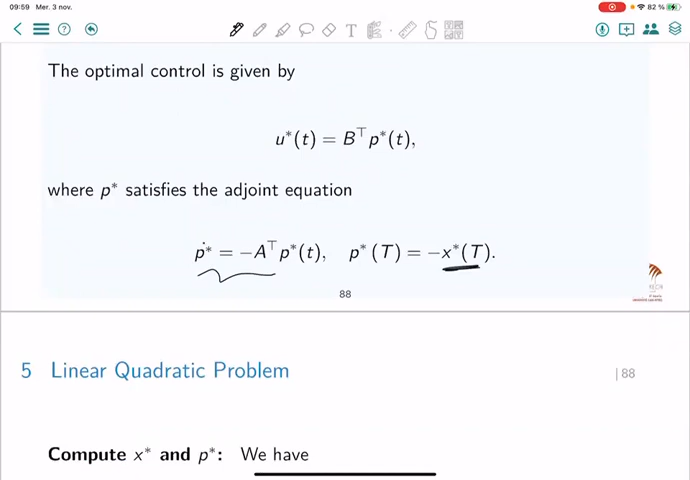 09:59 Mer. 3 nov.
82 %
The optimal control is given by
u*(t) = B⊤p*(t),
where p* satisfies the adjoint equation
ṗ* = −A⊤p*(t), p*(T) = −x*(T).
88
5 Linear Quadratic Problem
| 88
Compute x* and p*: We have